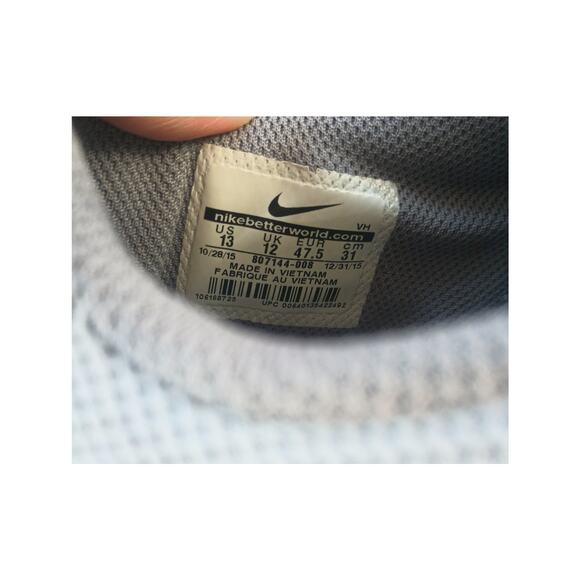 VH
nikebetterworld.com
US UK EUR cm
13 12 47.5 31
10/28/15 807144-008 12/31/15
MADE IN VIETNAM
FABRIQUE AU VIETNAM